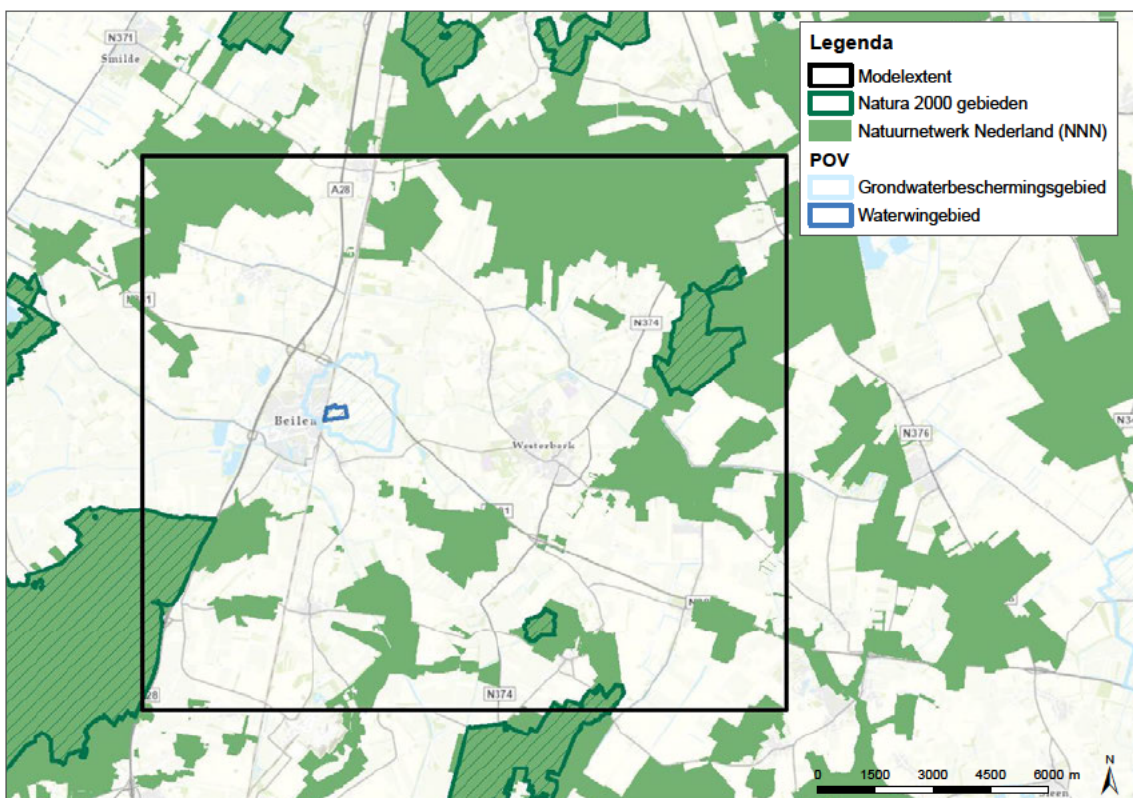 N371
Smilde
Legenda
Modelextent
Natura 2000 gebieden
Natuurnetwerk Nederland (NNN)
POV
Grondwaterbeschermingsgebied
Waterwingebied
A28
N374
Beilen
Westerbork
N376
N374
0 1500 3000 4500 6000 m
N